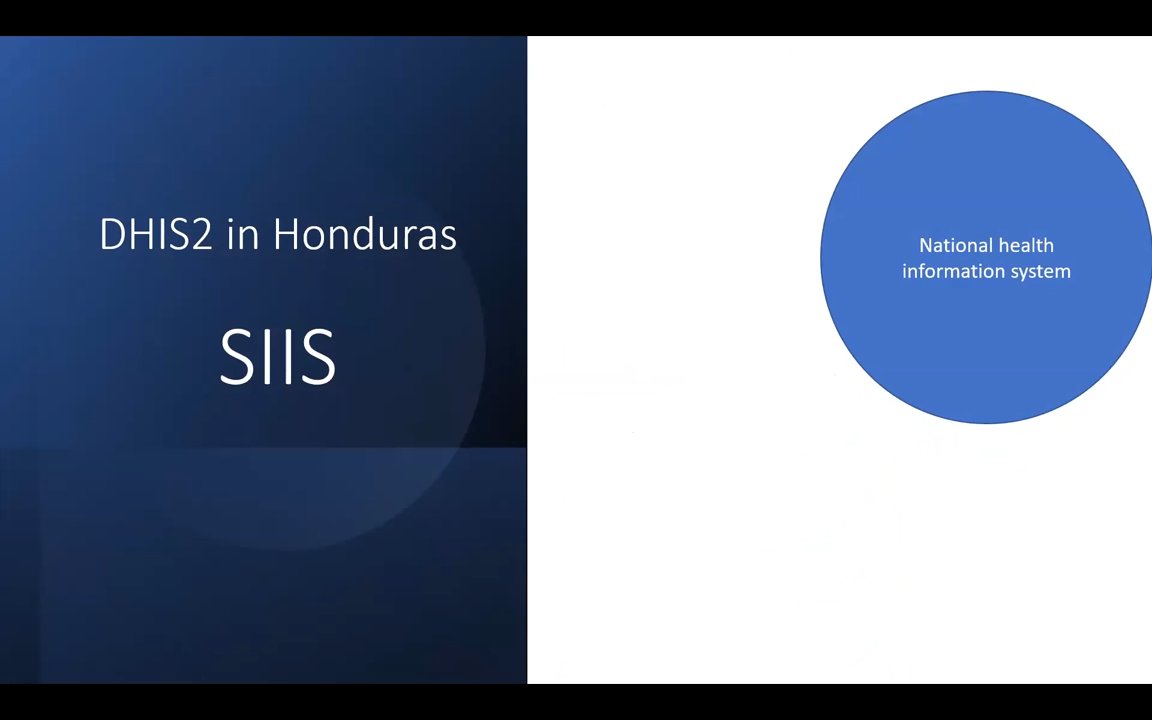 DHIS2 in Honduras
SIIS
National health
information system